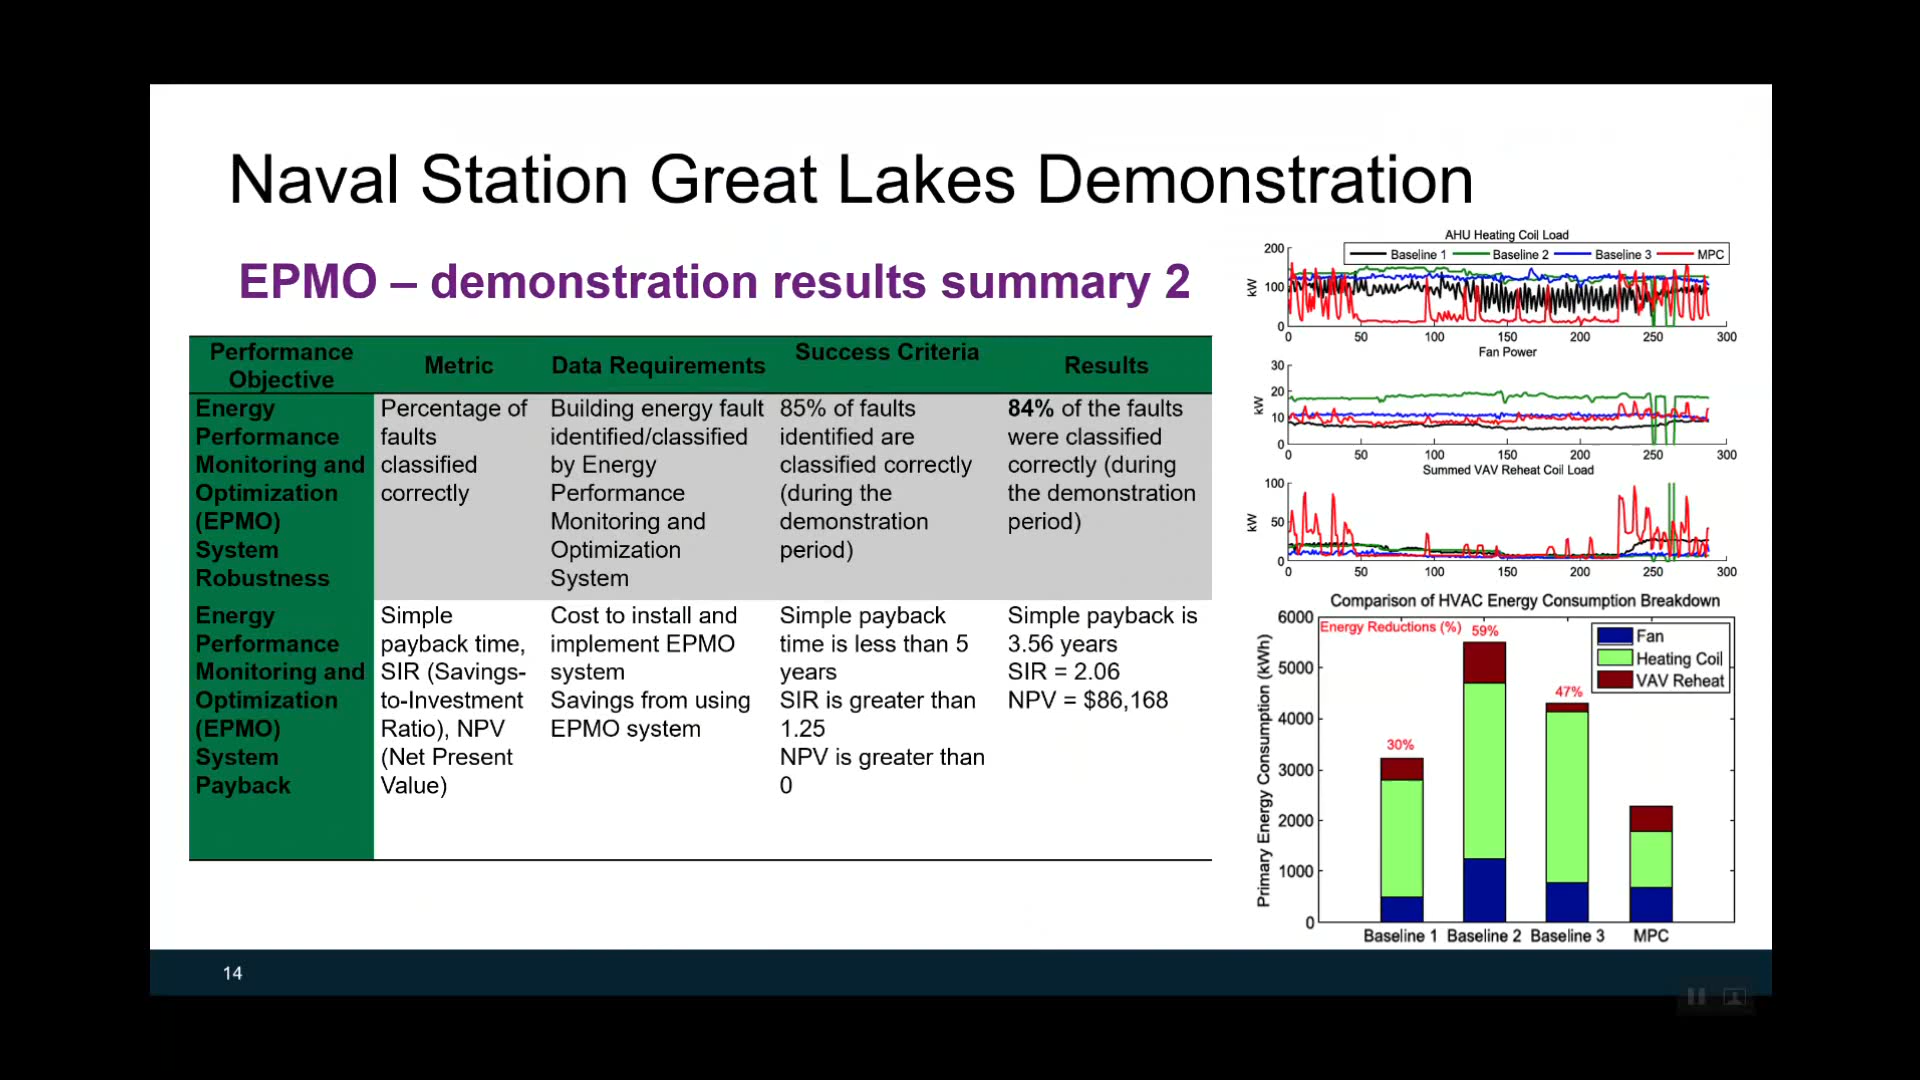 Naval Station Great Lakes Demonstration
EPMO – demonstration results summary 2
Performance
Objective
Metric
Data Requirements
Success Criteria
Results
Energy
Performance
Monitoring and
Optimization
(EPMO)
System
Robustness
Percentage of
faults
classified
correctly
Building energy fault
identified/classified
by Energy
Performance
Monitoring and
Optimization
System
85% of faults
identified are
classified correctly
(during the
demonstration
period)
84% of the faults
were classified
correctly (during
the demonstration
period)
Energy
Performance
Monitoring and
Optimization
(EPMO)
System
Payback
Simple
payback time,
SIR (Savings-
to-Investment
Ratio), NPV
(Net Present
Value)
Cost to install and
implement EPMO
system
Savings from using
EPMO system
Simple payback
time is less than 5
years
SIR is greater than
1.25
NPV is greater than
0
Simple payback is
3.56 years
SIR = 2.06
NPV = $86,168
AHU Heating Coil Load
Baseline 1 Baseline 2 Baseline 3 MPC
200
100
0
kW
0 50 100 150 200 250 300
Fan Power
30
20
10
0
kW
0 50 100 150 200 250 300
Summed VAV Reheat Coil Load
100
50
0
kW
0 50 100 150 200 250 300
Comparison of HVAC Energy Consumption Breakdown
Primary Energy Consumption (kWh)
6000
5000
4000
3000
2000
1000
0
Energy Reductions (%)
30%
59%
47%
Fan
Heating Coil
VAV Reheat
Baseline 1 Baseline 2 Baseline 3 MPC
14